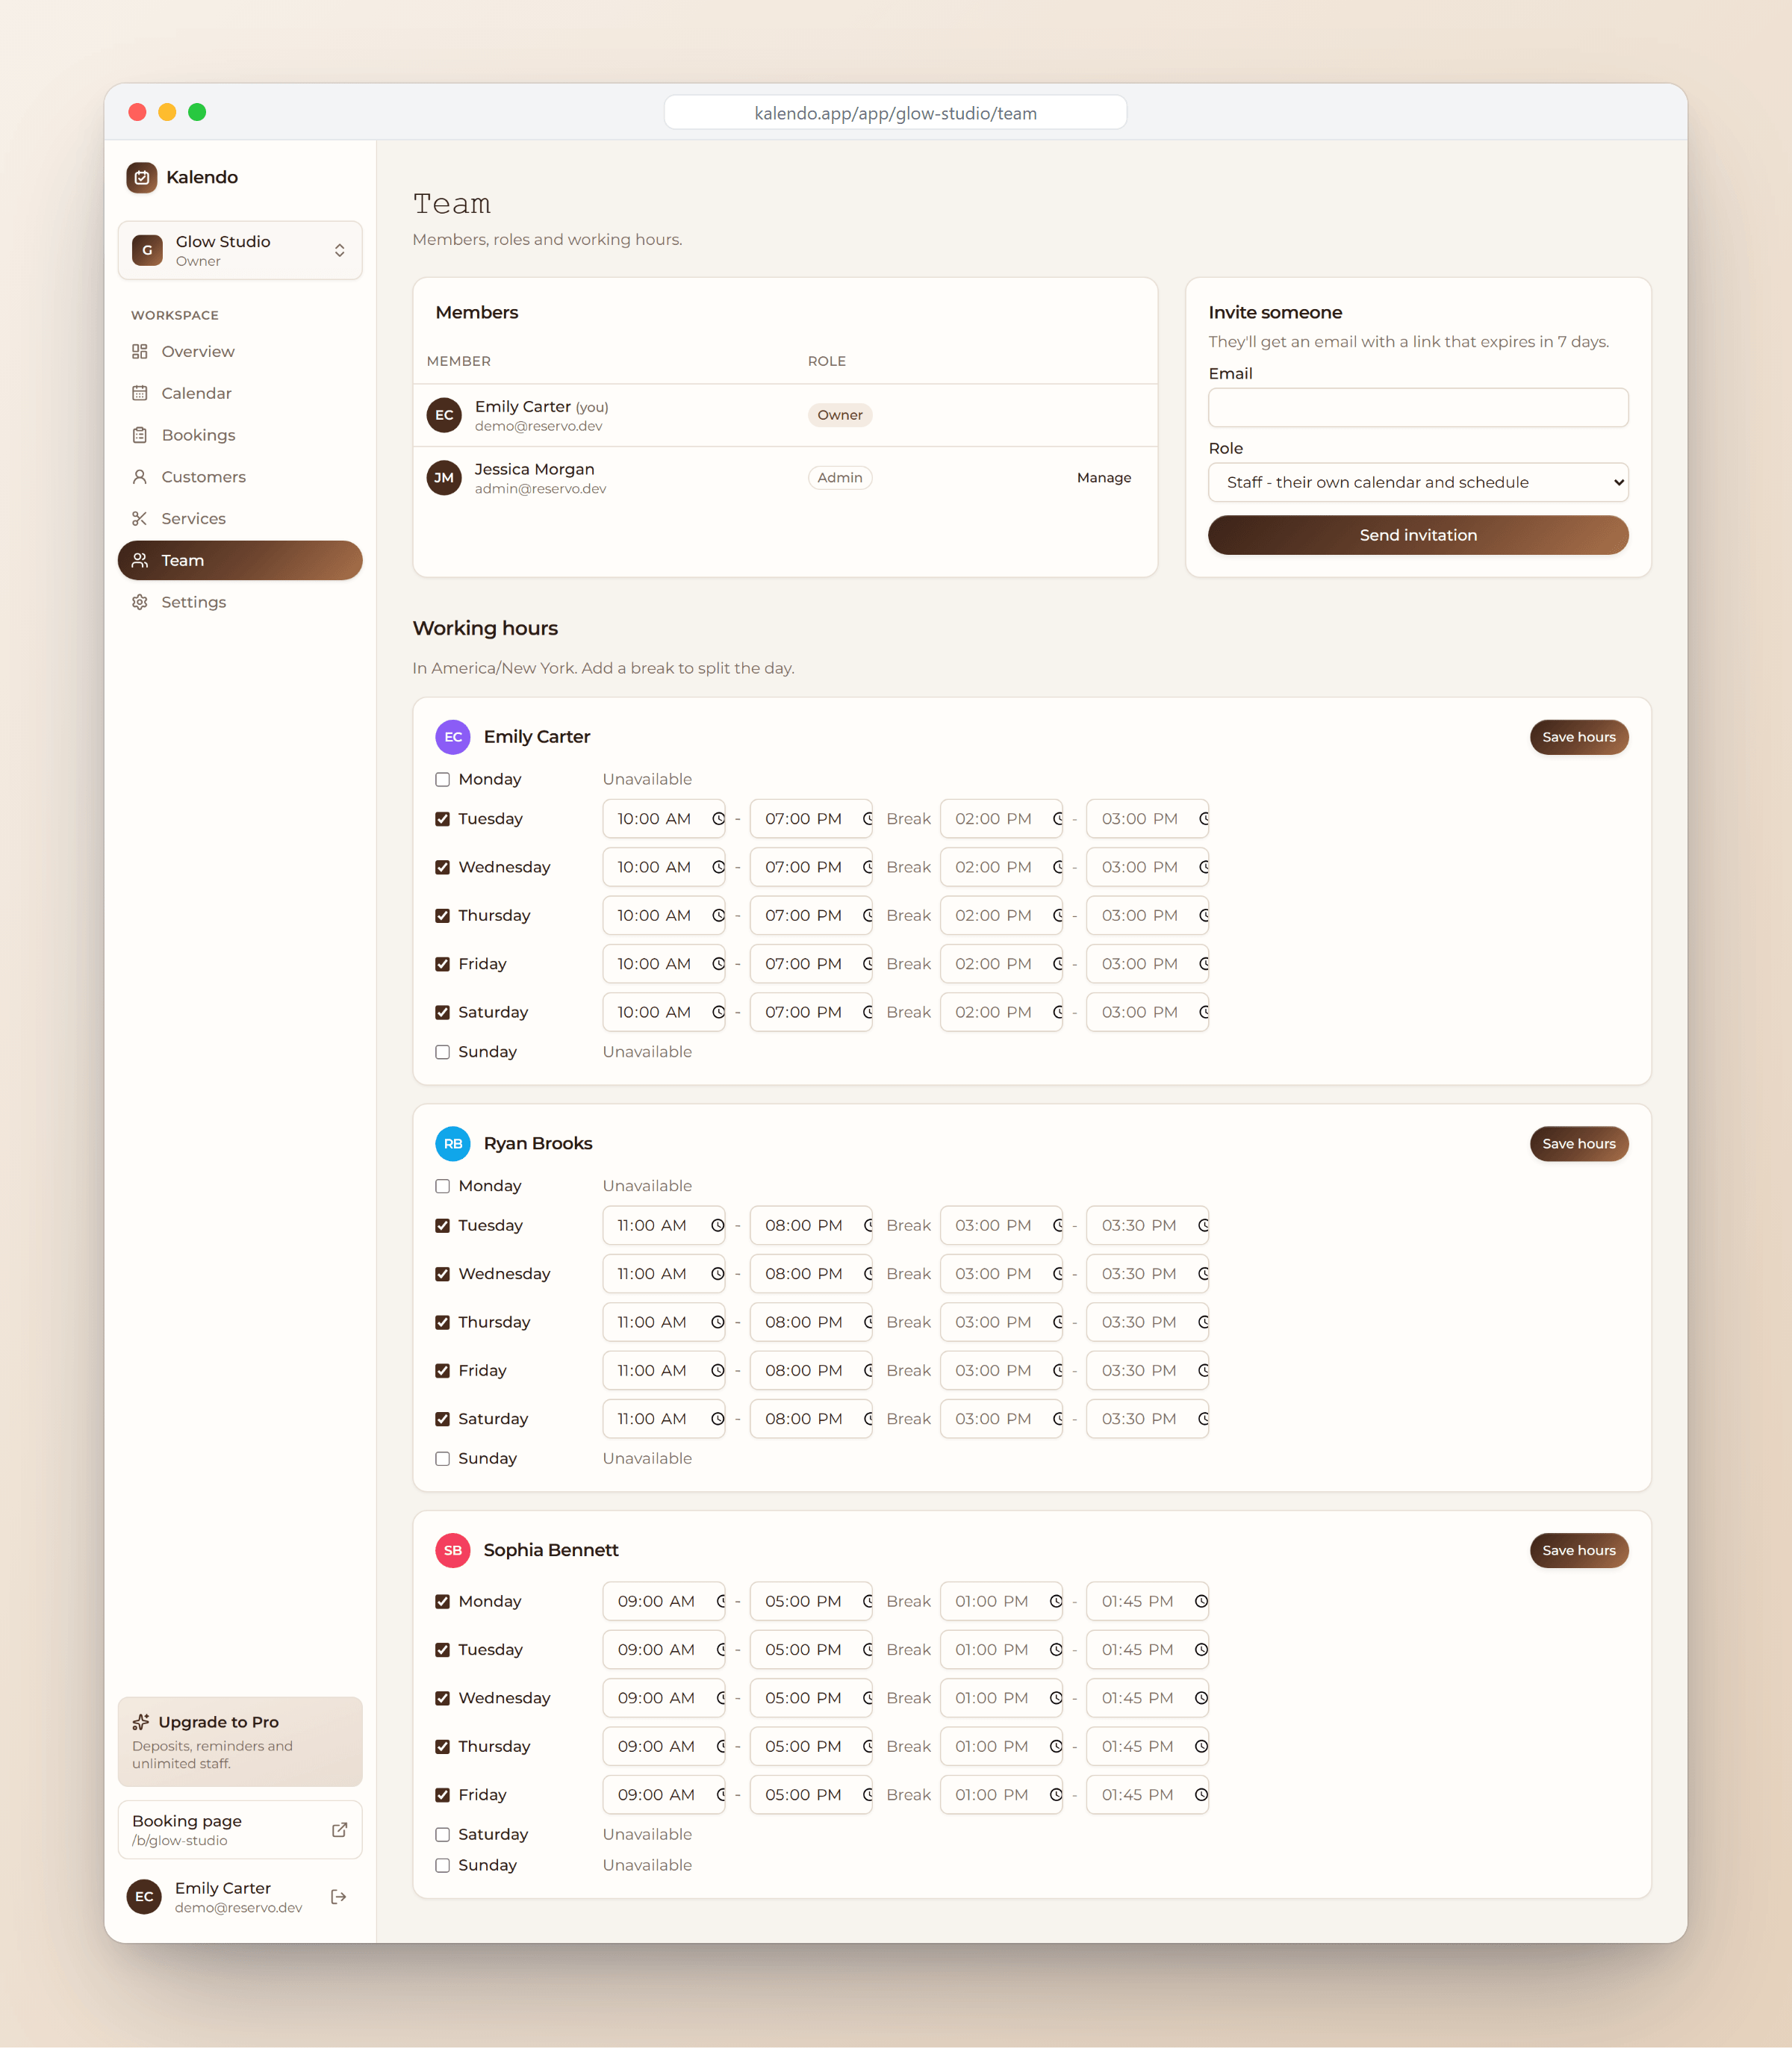 kalendo.app/app/glow-studio/team
Kalendo
G
Glow Studio
Owner
WORKSPACE
Overview
Calendar
Bookings
Customers
Services
Team
Settings
Upgrade to Pro
Deposits, reminders and
unlimited staff.
Booking page
/b/glow-studio
EC
Emily Carter
demo@reservo.dev
Team
Members, roles and working hours.
Members
MEMBER ROLE
EC Emily Carter (you) Owner
demo@reservo.dev
JM Jessica Morgan Admin Manage
admin@reservo.dev
Invite someone
They'll get an email with a link that expires in 7 days.
Email
Role
Staff - their own calendar and schedule
Send invitation
Working hours
In America/New York. Add a break to split the day.
EC Emily Carter Save hours
Monday Unavailable
Tuesday 10:00 AM - 07:00 PM Break 02:00 PM - 03:00 PM
Wednesday 10:00 AM - 07:00 PM Break 02:00 PM - 03:00 PM
Thursday 10:00 AM - 07:00 PM Break 02:00 PM - 03:00 PM
Friday 10:00 AM - 07:00 PM Break 02:00 PM - 03:00 PM
Saturday 10:00 AM - 07:00 PM Break 02:00 PM - 03:00 PM
Sunday Unavailable
RB Ryan Brooks Save hours
Monday Unavailable
Tuesday 11:00 AM - 08:00 PM Break 03:00 PM - 03:30 PM
Wednesday 11:00 AM - 08:00 PM Break 03:00 PM - 03:30 PM
Thursday 11:00 AM - 08:00 PM Break 03:00 PM - 03:30 PM
Friday 11:00 AM - 08:00 PM Break 03:00 PM - 03:30 PM
Saturday 11:00 AM - 08:00 PM Break 03:00 PM - 03:30 PM
Sunday Unavailable
SB Sophia Bennett Save hours
Monday 09:00 AM - 05:00 PM Break 01:00 PM - 01:45 PM
Tuesday 09:00 AM - 05:00 PM Break 01:00 PM - 01:45 PM
Wednesday 09:00 AM - 05:00 PM Break 01:00 PM - 01:45 PM
Thursday 09:00 AM - 05:00 PM Break 01:00 PM - 01:45 PM
Friday 09:00 AM - 05:00 PM Break 01:00 PM - 01:45 PM
Saturday Unavailable
Sunday Unavailable